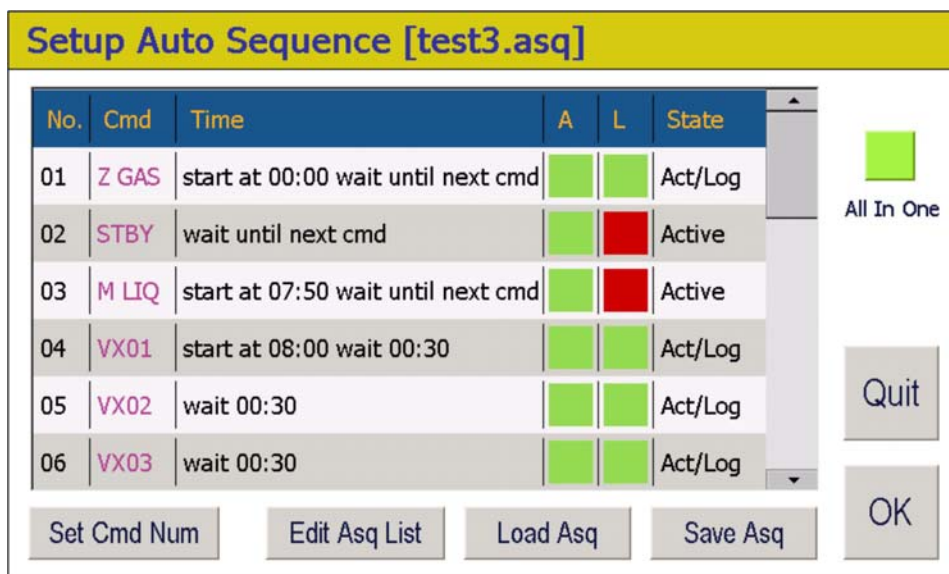 Setup Auto Sequence [test3.asq]
No. Cmd Time A L State
01 Z GAS start at 00:00 wait until next cmd Act/Log
02 STBY wait until next cmd Active
03 M LIQ start at 07:50 wait until next cmd Active
04 VX01 start at 08:00 wait 00:30 Act/Log
05 VX02 wait 00:30 Act/Log
06 VX03 wait 00:30 Act/Log
All In One
Quit
OK
Set Cmd Num Edit Asq List Load Asq Save Asq